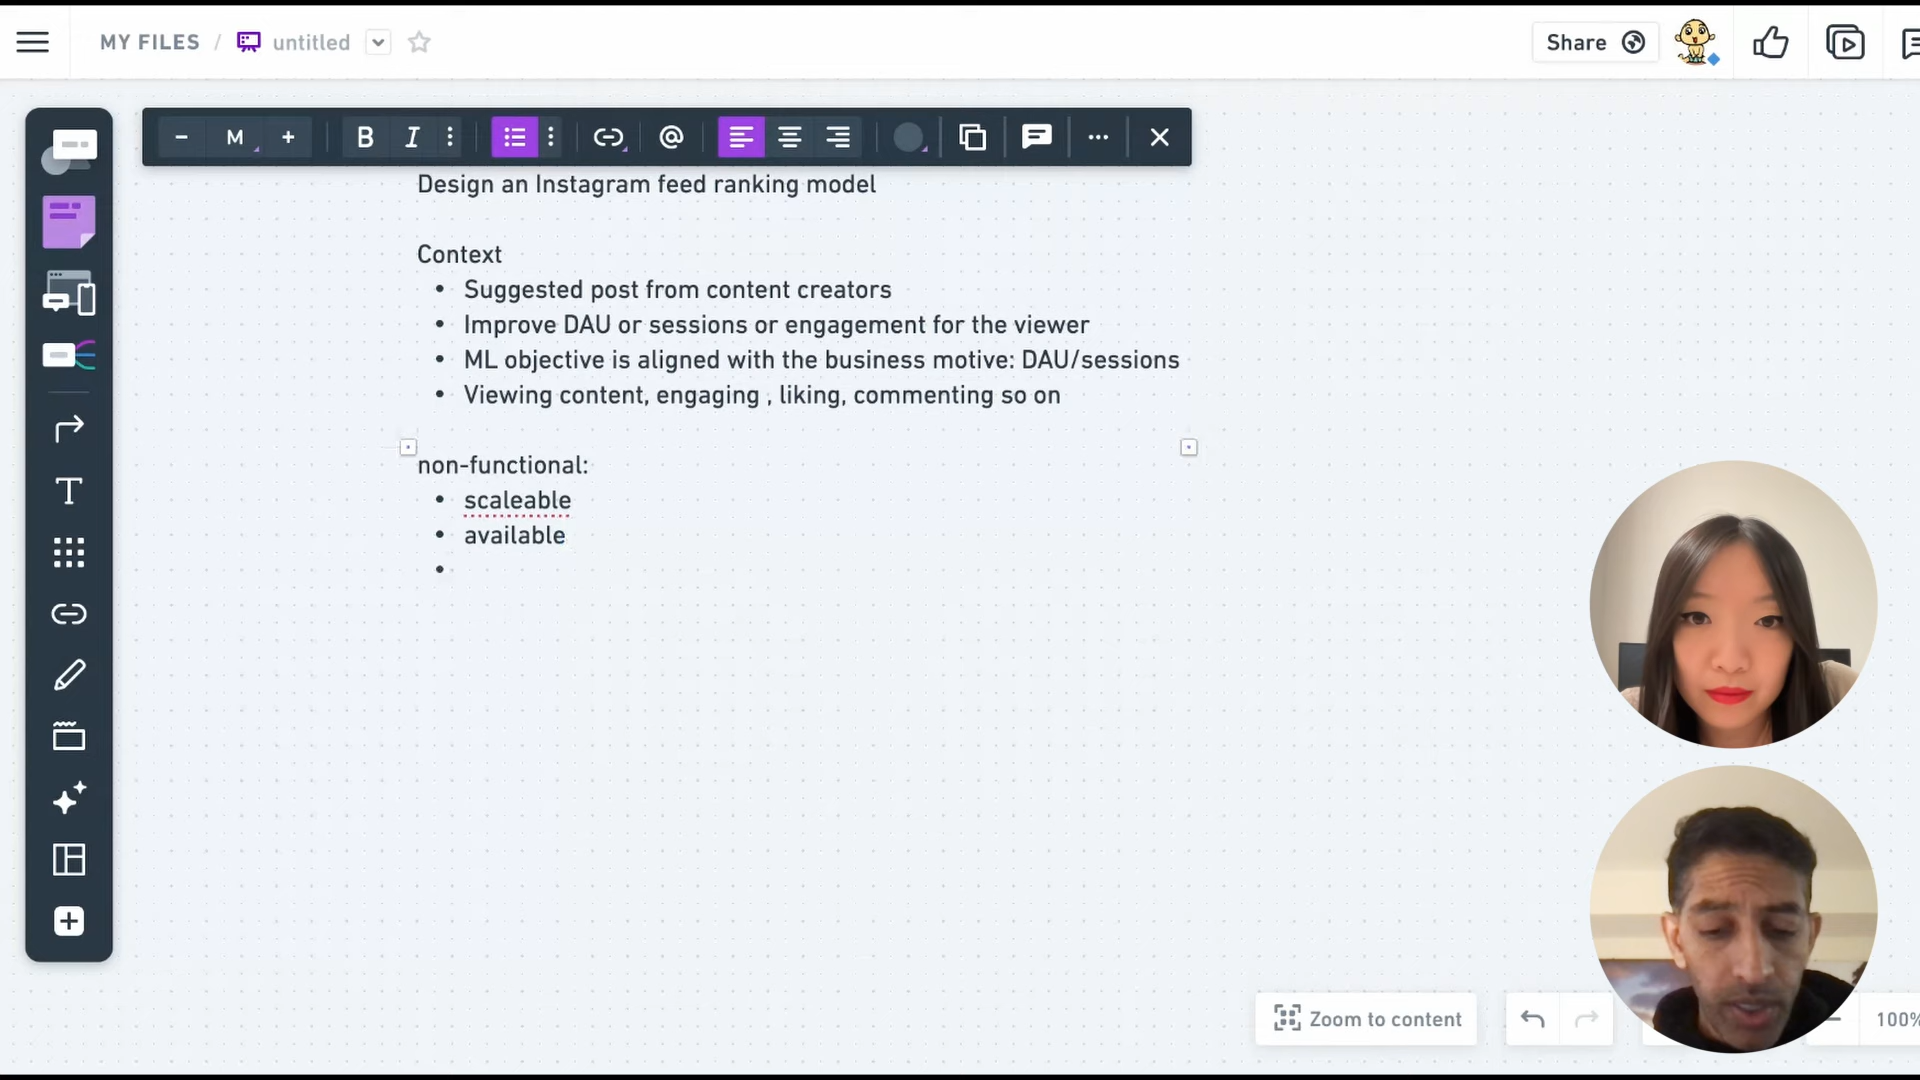 MY FILES / untitled
Share
M
B
I
@
Design an Instagram feed ranking model
Context
• Suggested post from content creators
• Improve DAU or sessions or engagement for the viewer
• ML objective is aligned with the business motive: DAU/sessions
• Viewing content, engaging , liking, commenting so on
non-functional:
• scaleable
• available
•
T
Zoom to content
100%